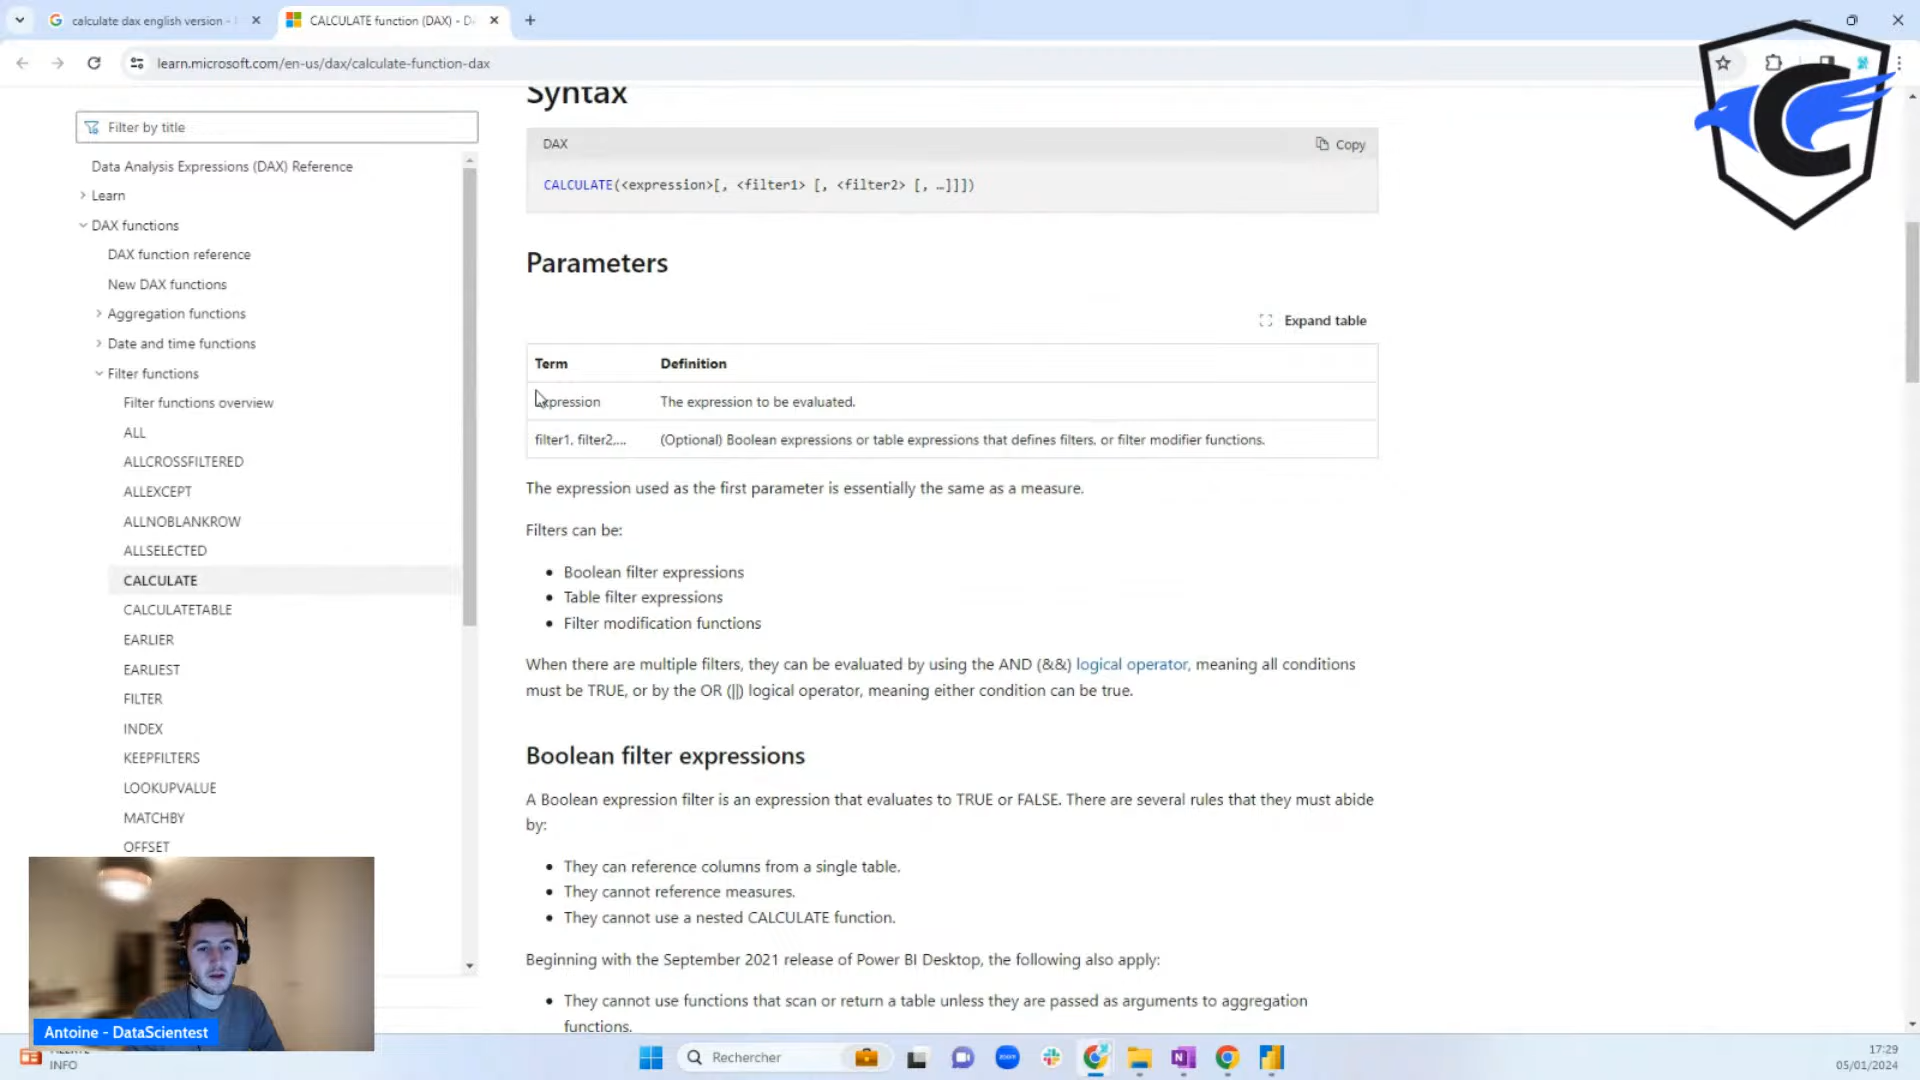 calculate dax english version -
CALCULATE function (DAX) - D
learn.microsoft.com/en-us/dax/calculate-function-dax
Filter by title
Data Analysis Expressions (DAX) Reference
Learn
DAX functions
DAX function reference
New DAX functions
Aggregation functions
Date and time functions
Filter functions
Filter functions overview
ALL
ALLCROSSFILTERED
ALLEXCEPT
ALLNOBLANKROW
ALLSELECTED
CALCULATE
CALCULATETABLE
EARLIER
EARLIEST
FILTER
INDEX
KEEPFILTERS
LOOKUPVALUE
MATCHBY
OFFSET
Syntax
DAX
Copy
CALCULATE(<expression>[, <filter1> [, <filter2> [, …]]])
Parameters
Expand table
Term Definition
expression The expression to be evaluated.
filter1, filter2,... (Optional) Boolean expressions or table expressions that defines filters, or filter modifier functions.
The expression used as the first parameter is essentially the same as a measure.
Filters can be:
• Boolean filter expressions
• Table filter expressions
• Filter modification functions
When there are multiple filters, they can be evaluated by using the AND (&&) logical operator, meaning all conditions
must be TRUE, or by the OR (||) logical operator, meaning either condition can be true.
Boolean filter expressions
A Boolean expression filter is an expression that evaluates to TRUE or FALSE. There are several rules that they must abide
by:
• They can reference columns from a single table.
• They cannot reference measures.
• They cannot use a nested CALCULATE function.
Beginning with the September 2021 release of Power BI Desktop, the following also apply:
• They cannot use functions that scan or return a table unless they are passed as arguments to aggregation
functions.
C
Antoine - DataScientest
INFO
Rechercher
zoom
17:29
05/01/2024